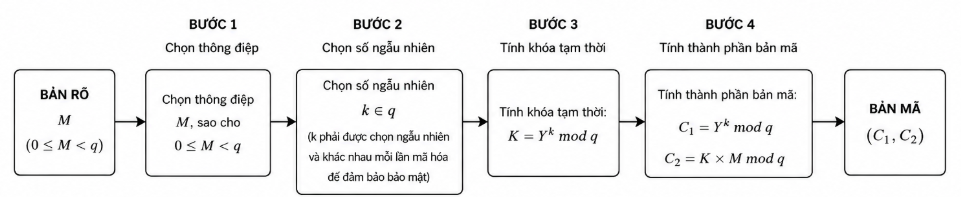 BƯỚC 1
Chọn thông điệp
BƯỚC 2
Chọn số ngẫu nhiên
BƯỚC 3
Tính khóa tạm thời
BƯỚC 4
Tính thành phần bản mã
BẢN RÕ
M
(0 ≤ M < q)
Chọn thông điệp
M, sao cho
0 ≤ M < q
Chọn số ngẫu nhiên
k ∈ q
(k phải được chọn ngẫu nhiên
và khác nhau mỗi lần mã hóa
để đảm bảo bảo mật)
Tính khóa tạm thời:
K = Y^k mod q
Tính thành phần bản mã:
C₁ = Y^k mod q
C₂ = K × M mod q
BẢN MÃ
(C₁, C₂)